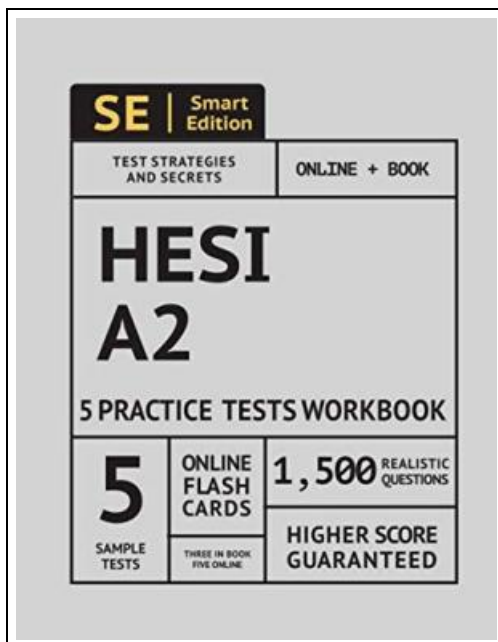 SE
Smart
Edition
TEST STRATEGIES
AND SECRETS
ONLINE + BOOK
HESI
A2
5 PRACTICE TESTS WORKBOOK
5
SAMPLE
TESTS
ONLINE
FLASH
CARDS
THREE IN BOOK
FIVE ONLINE
1,500
REALISTIC
QUESTIONS
HIGHER SCORE
GUARANTEED